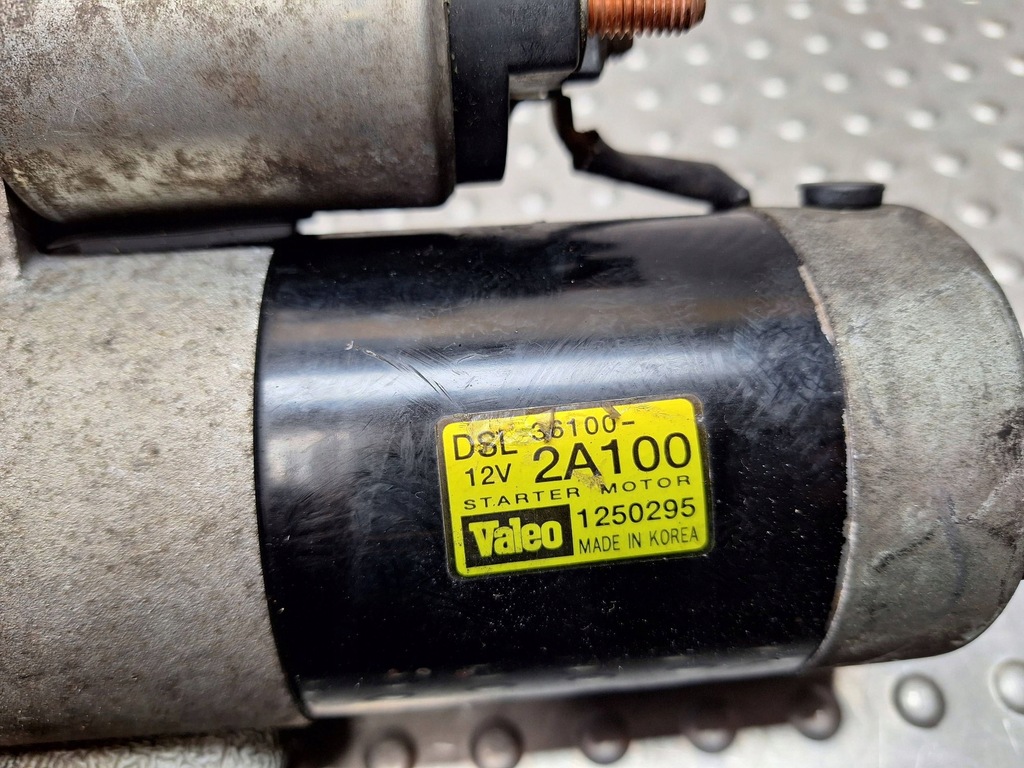 DSL 36100-
12V 2A100
STARTER MOTOR
Valeo 1250295
MADE IN KOREA